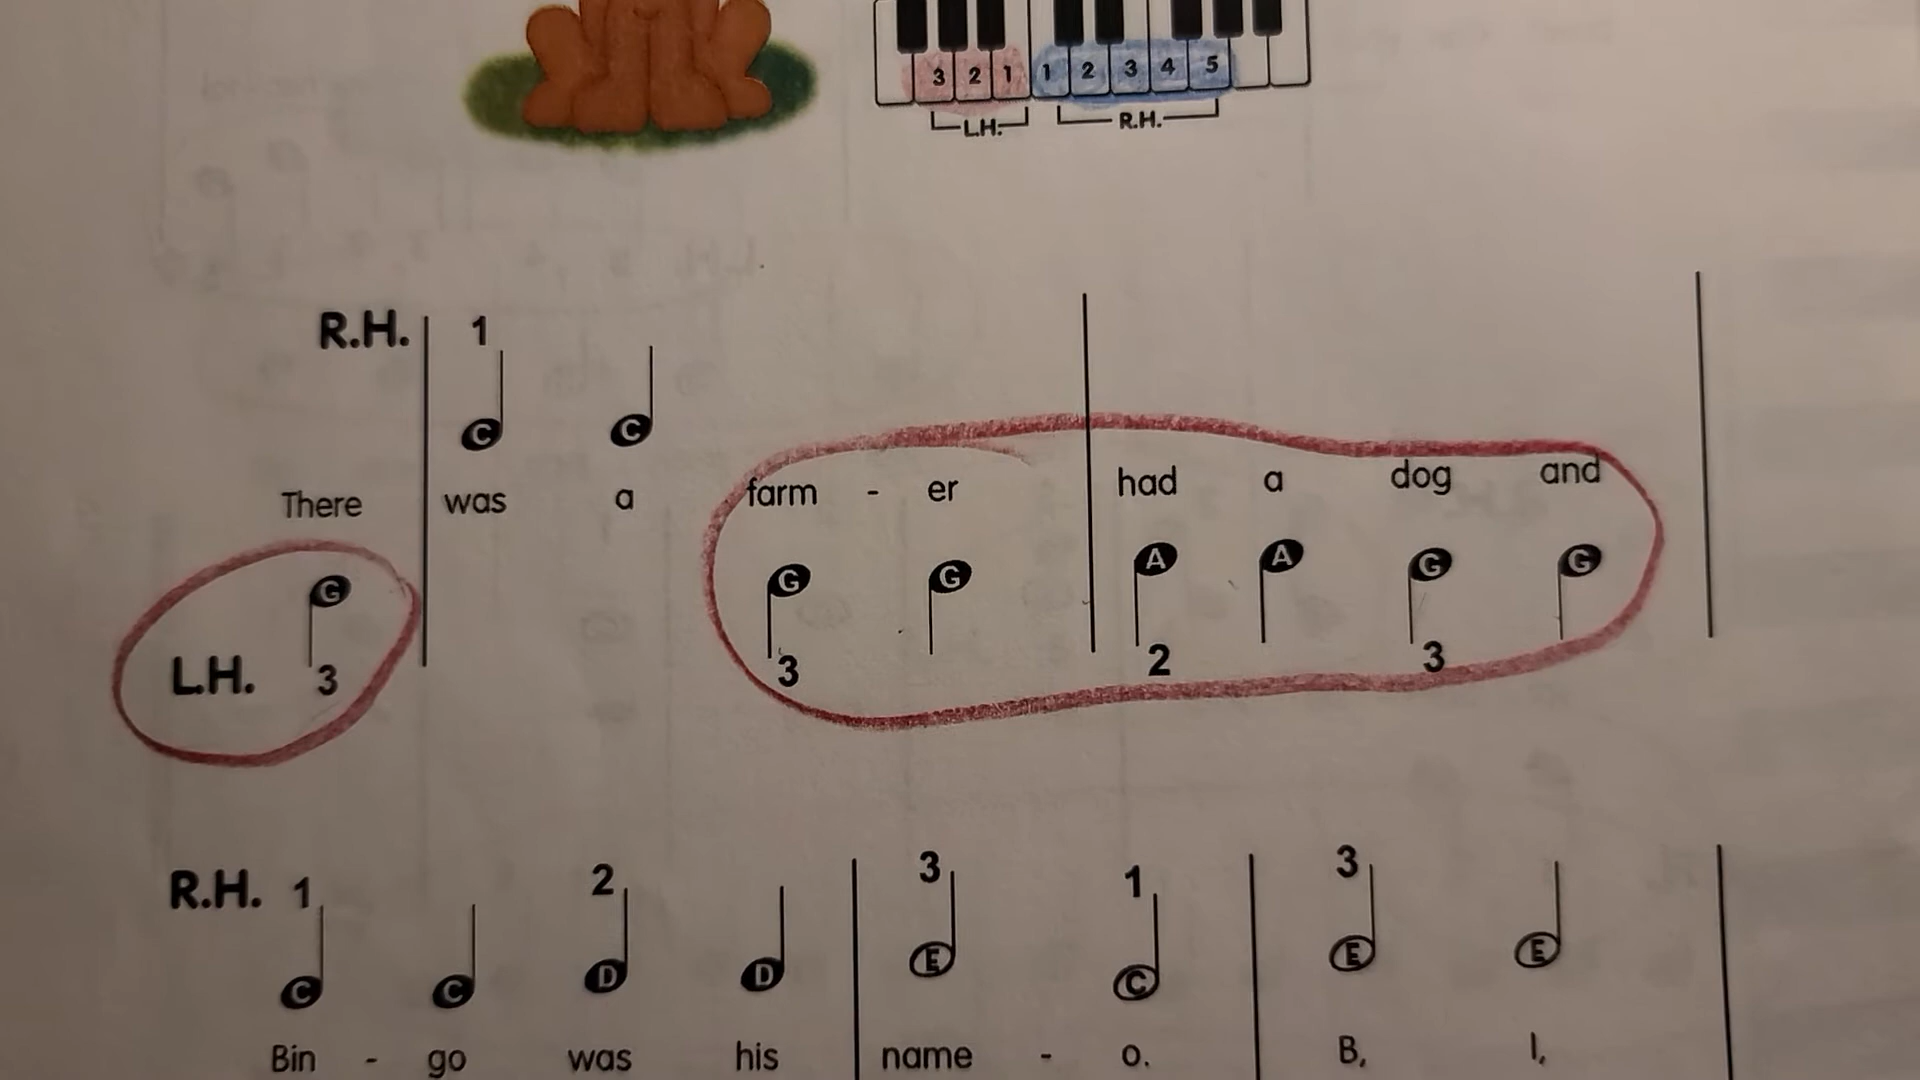 3 2 1 1 2 3 4 5
L.H. R.H.
R.H. 1
C C
There was a farm - er had a dog and
G G G A A G G
L.H. 3 3 2 3
R.H. 1 2 3 1 3
C C D D E C E E
Bin - go was his name - o. B, I,